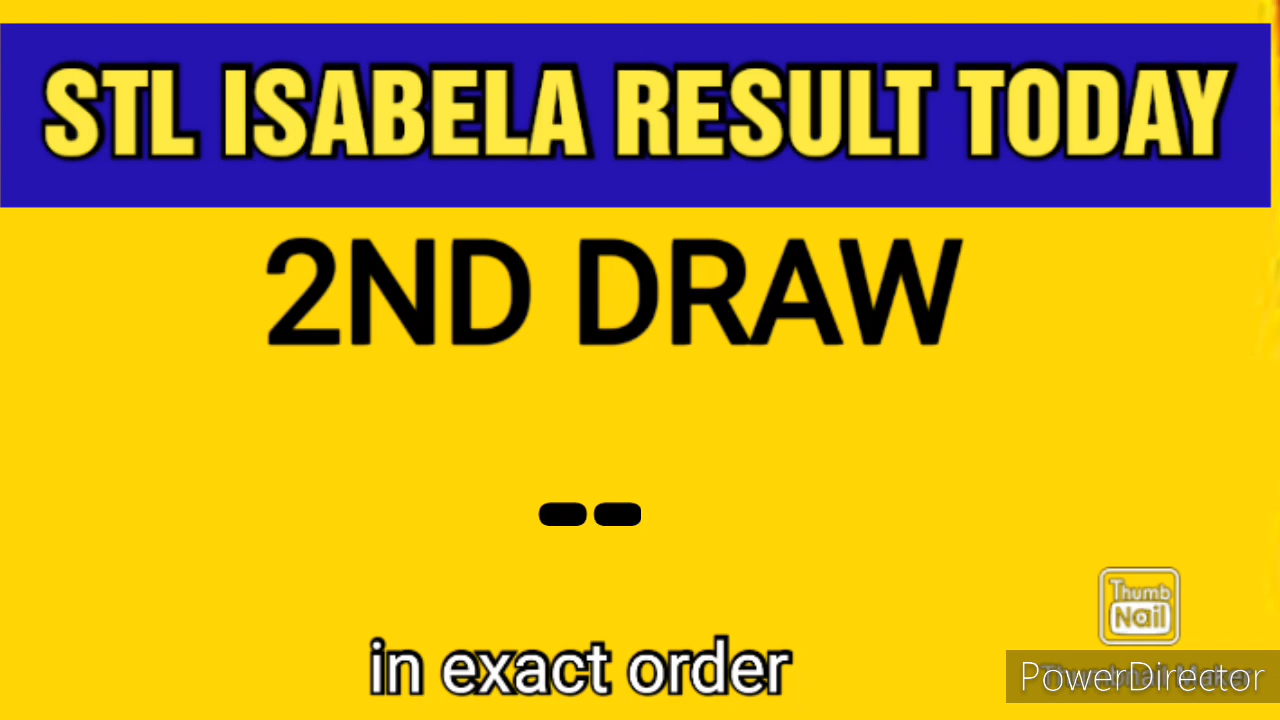 STL ISABELA RESULT TODAY
2ND DRAW
--
in exact order
Thumb
Nail
PowerDirector